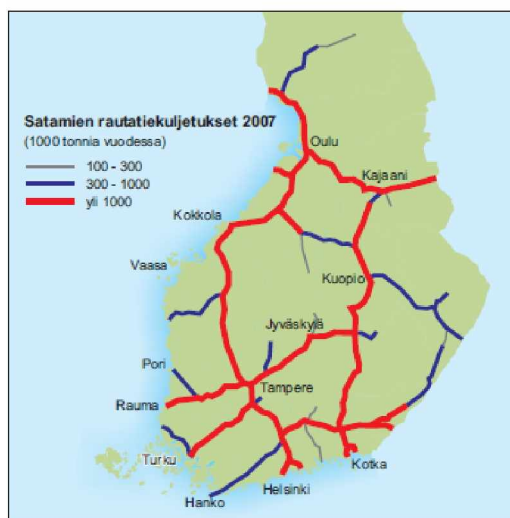 Satamien rautatiekuljetukset 2007
(1000 tonnia vuodessa)
100 - 300
300 - 1000
yli 1000
Oulu
Kajaani
Kokkola
Vaasa
Kuopio
Jyväskylä
Pori
Tampere
Rauma
Turku
Kotka
Helsinki
Hanko